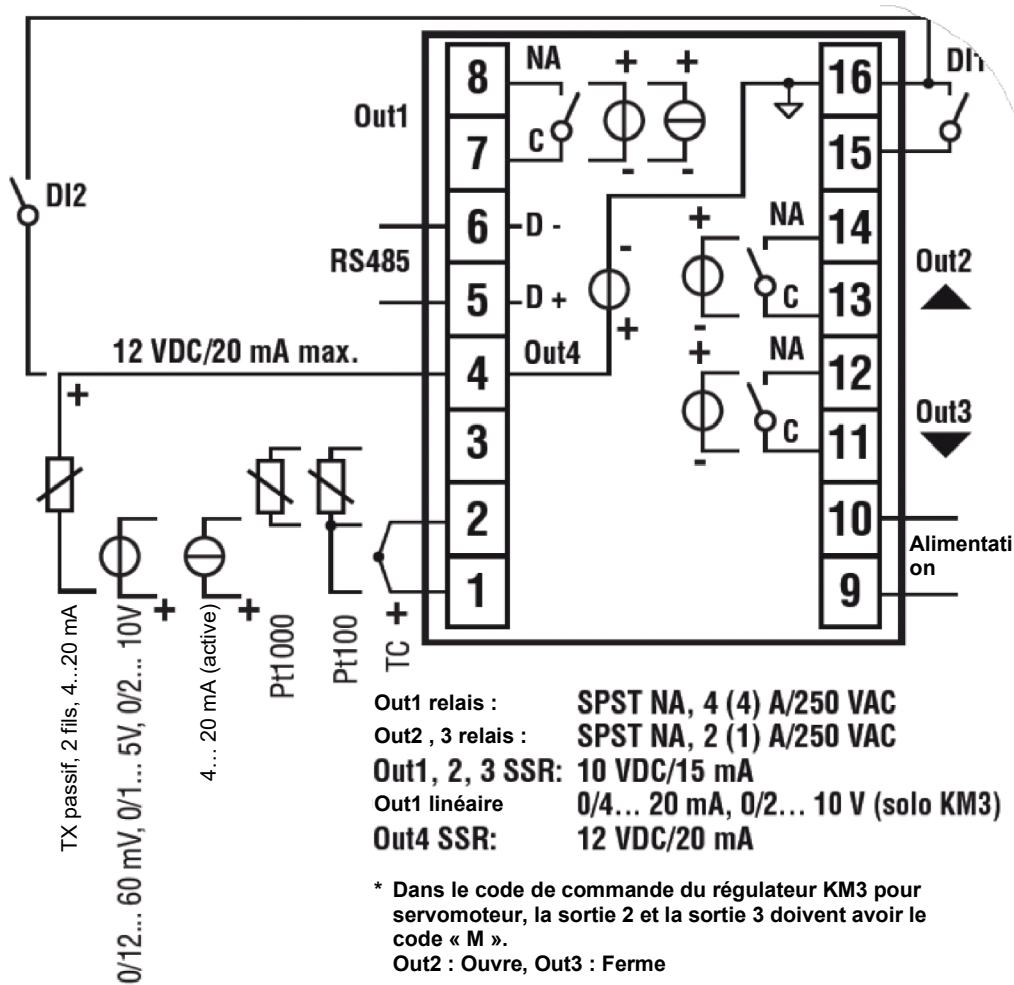 8
NA
+
+
16
DI1
Out1
7
C
-
-
15
DI2
6
D -
+
NA
14
RS485
-
Out2
5
D +
C
13
-
12 VDC/20 mA max.
4
Out4
+
+
NA
12
+
3
C
11
Out3
-
2
10
Alimentati
on
1
9
+
+
+
TX passif, 2 fils, 4...20 mA
0/12... 60 mV, 0/1... 5V, 0/2... 10V
4... 20 mA (active)
Pt1000
Pt100
TC
Out1 relais : SPST NA, 4 (4) A/250 VAC
Out2 , 3 relais : SPST NA, 2 (1) A/250 VAC
Out1, 2, 3 SSR: 10 VDC/15 mA
Out1 linéaire 0/4... 20 mA, 0/2... 10 V (solo KM3)
Out4 SSR: 12 VDC/20 mA
* Dans le code de commande du régulateur KM3 pour
servomoteur, la sortie 2 et la sortie 3 doivent avoir le
code « M ».
Out2 : Ouvre, Out3 : Ferme